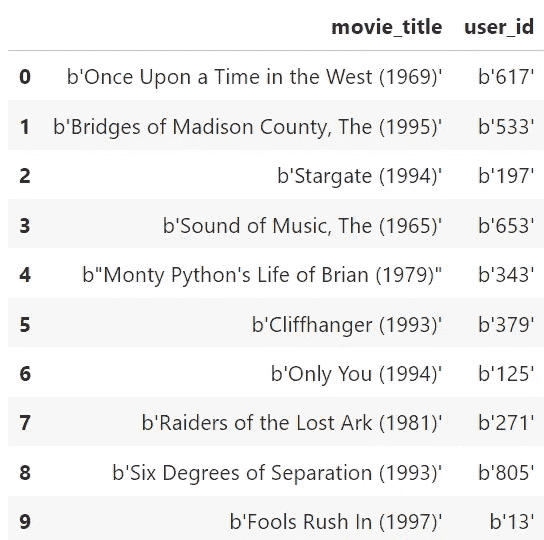 movie_title user_id
0 b'Once Upon a Time in the West (1969)' b'617'
1 b'Bridges of Madison County, The (1995)' b'533'
2 b'Stargate (1994)' b'197'
3 b'Sound of Music, The (1965)' b'653'
4 b"Monty Python's Life of Brian (1979)" b'343'
5 b'Cliffhanger (1993)' b'379'
6 b'Only You (1994)' b'125'
7 b'Raiders of the Lost Ark (1981)' b'271'
8 b'Six Degrees of Separation (1993)' b'805'
9 b'Fools Rush In (1997)' b'13'